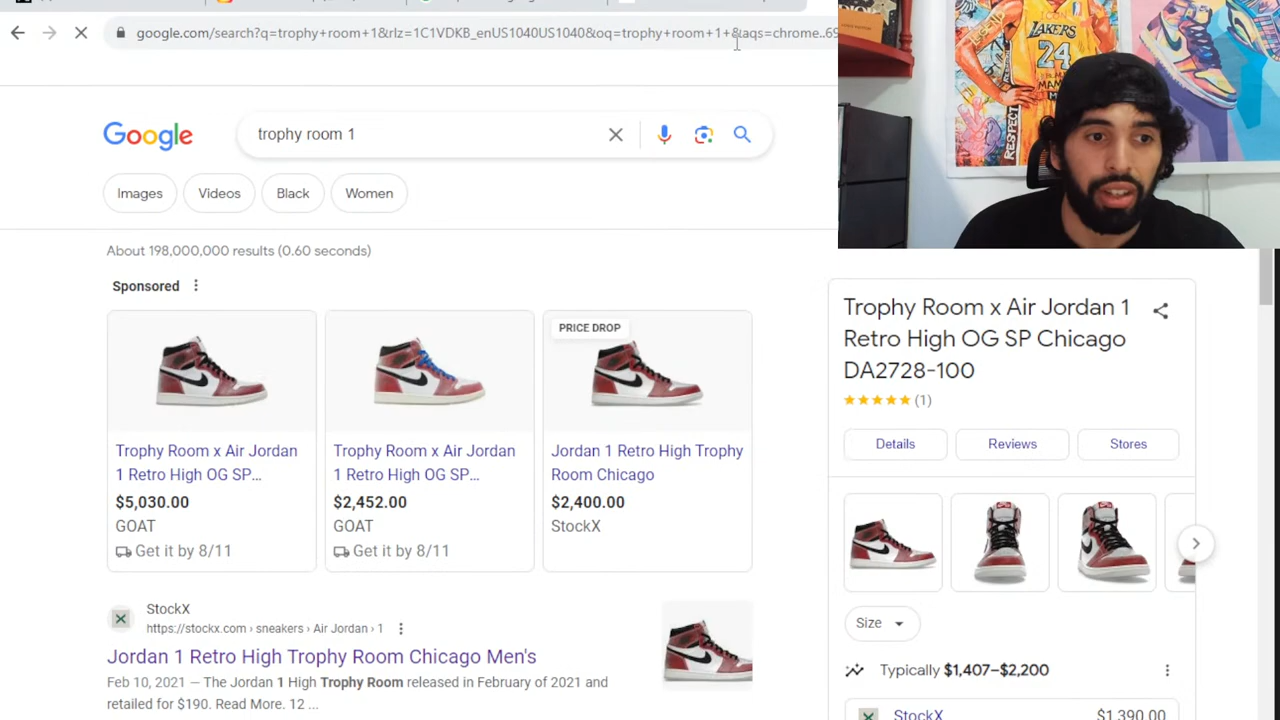 google.com/search?q=trophy+room+1&rlz=1C1VDKB_enUS1040US1040&oq=trophy+room+1+&aqs=chrome..69
Google
trophy room 1
Images
Videos
Black
Women
About 198,000,000 results (0.60 seconds)
Sponsored
Trophy Room x Air Jordan
1 Retro High OG SP...
$5,030.00
GOAT
Get it by 8/11
Trophy Room x Air Jordan
1 Retro High OG SP...
$2,452.00
GOAT
Get it by 8/11
PRICE DROP
Jordan 1 Retro High Trophy
Room Chicago
$2,400.00
StockX
StockX
https://stockx.com › sneakers › Air Jordan › 1
Jordan 1 Retro High Trophy Room Chicago Men's
Feb 10, 2021 — The Jordan 1 High Trophy Room released in February of 2021 and
retailed for $190. Read More. 12 ...
Trophy Room x Air Jordan 1
Retro High OG SP Chicago
DA2728-100
(1)
Details
Reviews
Stores
Size
Typically $1,407–$2,200
StockX
$1,390.00
LAKERS
24
MAM
RESPECT